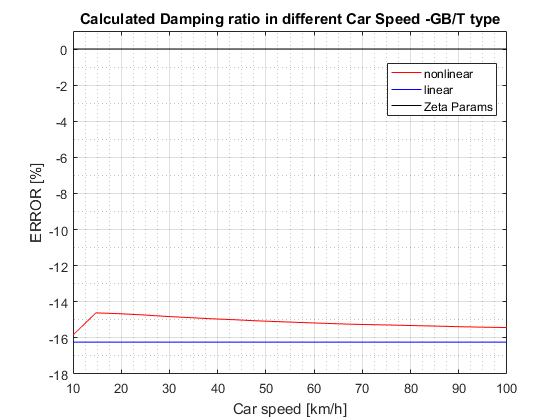 Calculated Damping ratio in different Car Speed -GB/T type
0
-2
-4
-6
-8
-10
-12
-14
-16
-18
ERROR [%]
nonlinear
linear
Zeta Params
10 20 30 40 50 60 70 80 90 100
Car speed [km/h]